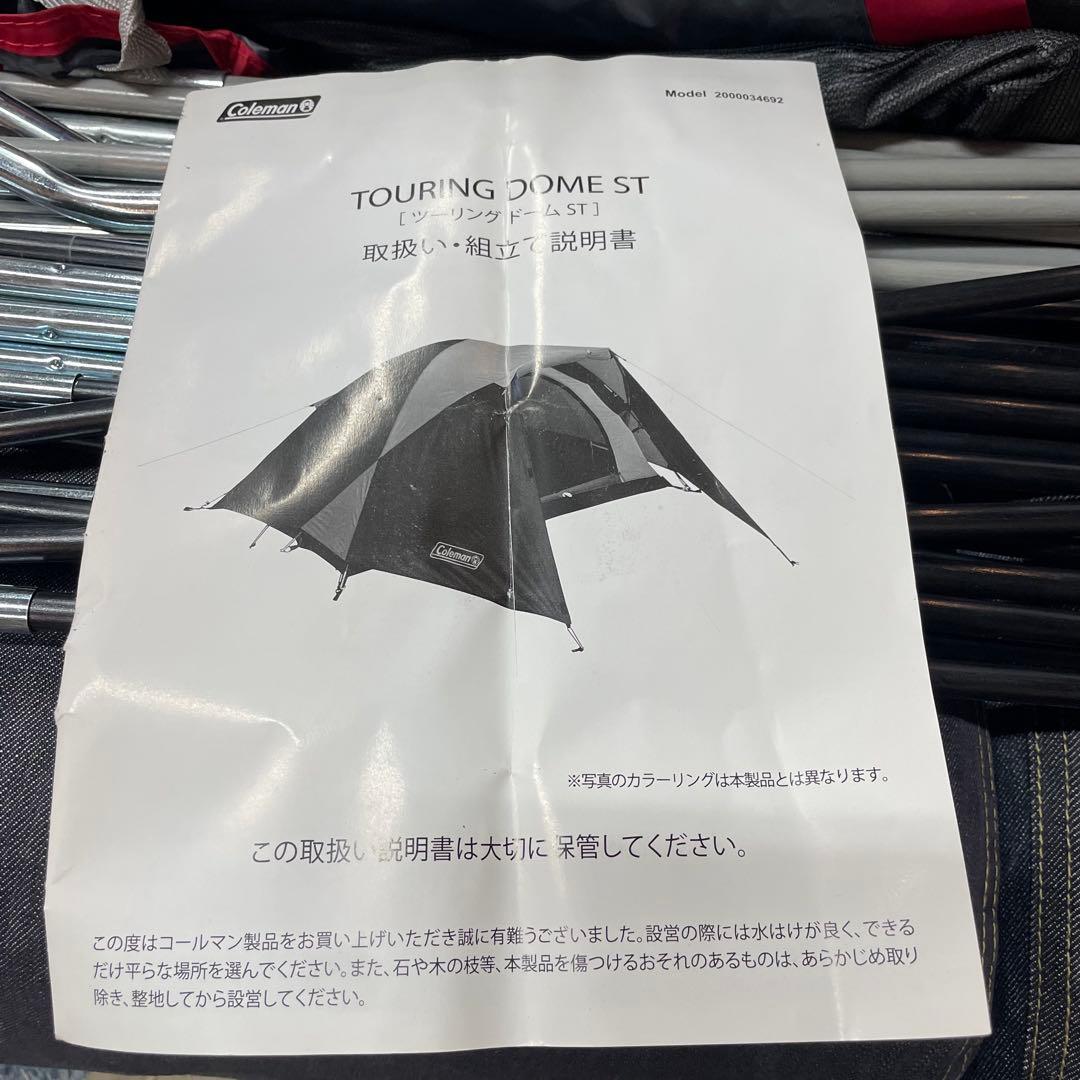 Coleman
Model 2000034692
TOURING DOME ST
[ ツーリングドーム ST ]
取扱い・組立て説明書
Coleman
※写真のカラーリングは本製品とは異なります。
この取扱い説明書は大切に保管してください。
この度はコールマン製品をお買い上げいただき誠に有難うございました。設営の際には水はけが良く、できる
だけ平らな場所を選んでください。また、石や木の枝等、本製品を傷つけるおそれのあるものは、あらかじめ取り
除き、整地してから設営してください。